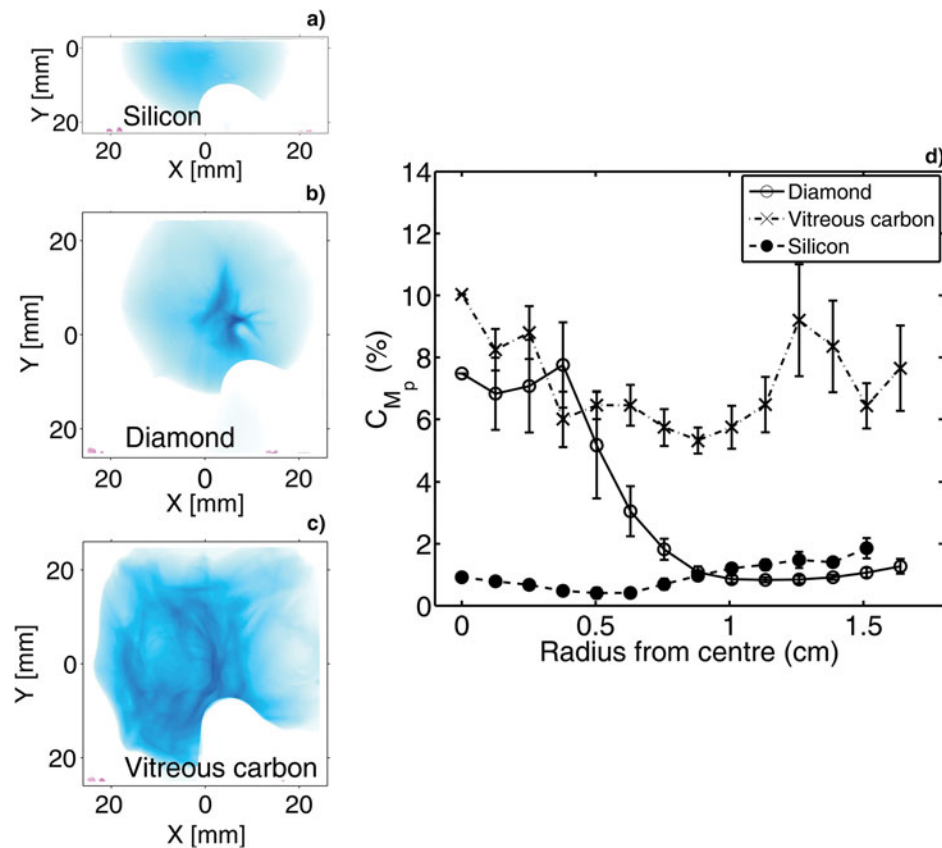 a)
0
Y [mm]
20
Silicon
20 0 20
X [mm]
b)
20
Y [mm]
0
20
Diamond
20 0 20
X [mm]
c)
20
Y [mm]
0
20
Vitreous carbon
20 0 20
X [mm]
d)
14
12
10
8
6
4
2
0
C_{M_p} (%)
Diamond
Vitreous carbon
Silicon
0 0.5 1 1.5
Radius from centre (cm)